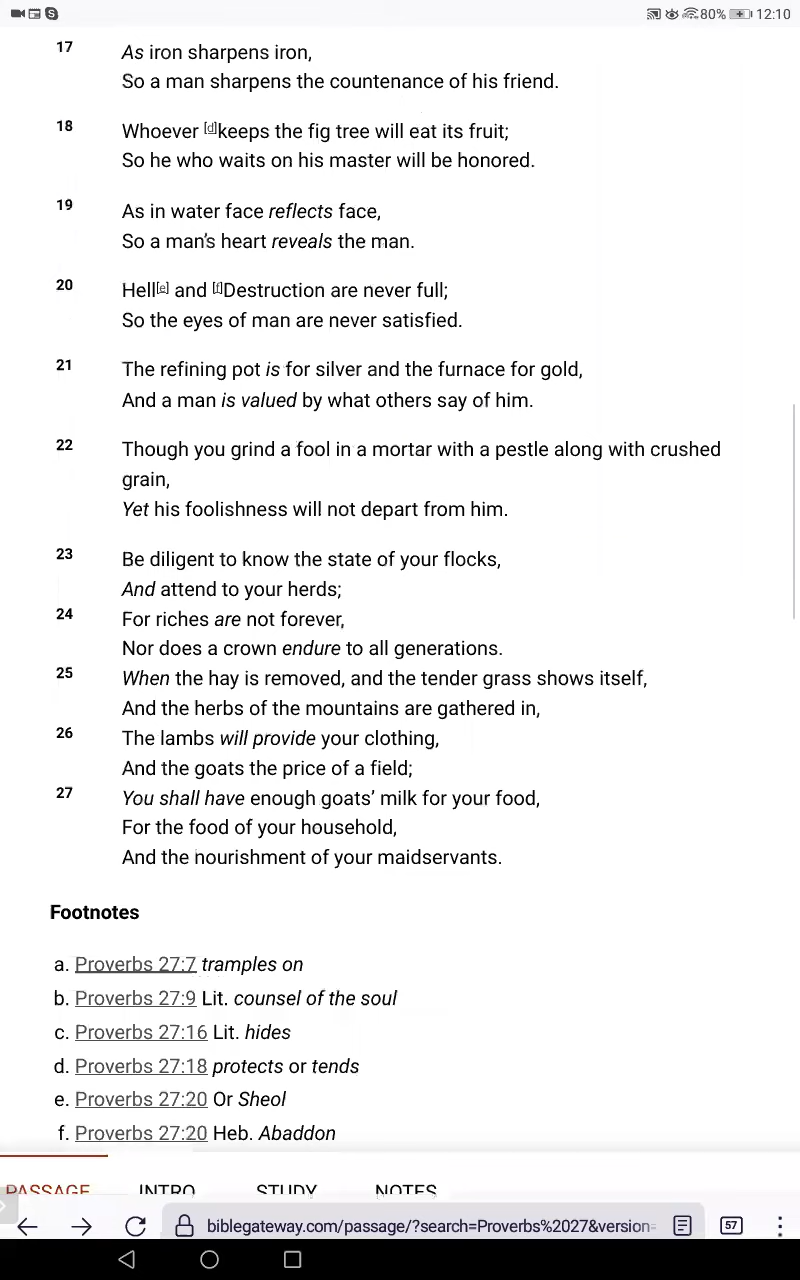 80% 12:10
17 As iron sharpens iron,
So a man sharpens the countenance of his friend.
18 Whoever [d]keeps the fig tree will eat its fruit;
So he who waits on his master will be honored.
19 As in water face reflects face,
So a man’s heart reveals the man.
20 Hell[e] and [f]Destruction are never full;
So the eyes of man are never satisfied.
21 The refining pot is for silver and the furnace for gold,
And a man is valued by what others say of him.
22 Though you grind a fool in a mortar with a pestle along with crushed
grain,
Yet his foolishness will not depart from him.
23 Be diligent to know the state of your flocks,
And attend to your herds;
24 For riches are not forever,
Nor does a crown endure to all generations.
25 When the hay is removed, and the tender grass shows itself,
And the herbs of the mountains are gathered in,
26 The lambs will provide your clothing,
And the goats the price of a field;
27 You shall have enough goats’ milk for your food,
For the food of your household,
And the nourishment of your maidservants.
Footnotes
a. Proverbs 27:7 tramples on
b. Proverbs 27:9 Lit. counsel of the soul
c. Proverbs 27:16 Lit. hides
d. Proverbs 27:18 protects or tends
e. Proverbs 27:20 Or Sheol
f. Proverbs 27:20 Heb. Abaddon
PASSAGE INTRO STUDY NOTES
biblegateway.com/passage/?search=Proverbs%2027&version= 57